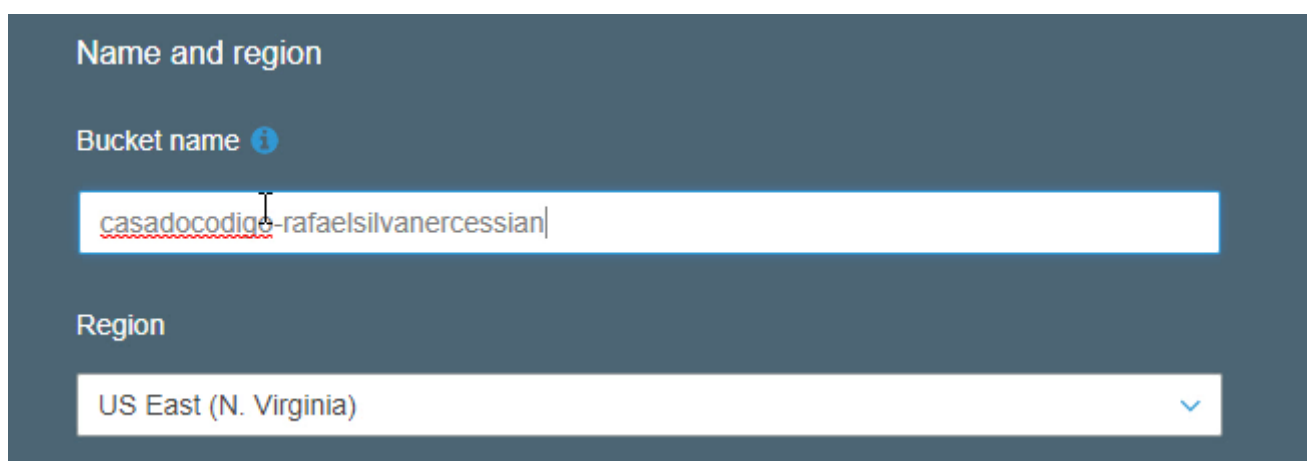 Name and region
Bucket name
casadocodigo-rafaelsilvanercessian
Region
US East (N. Virginia)